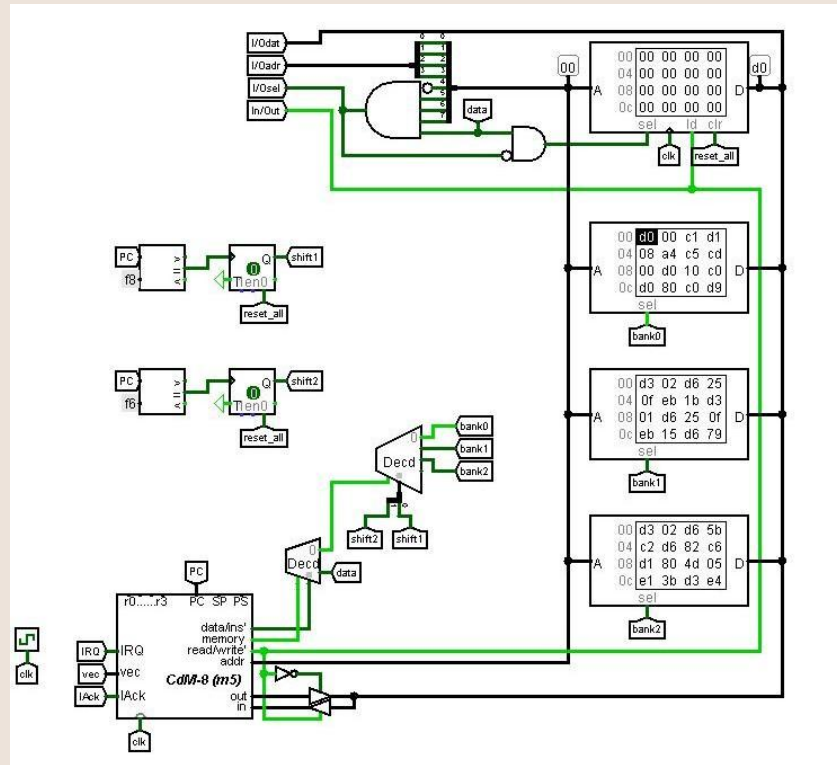 I/Odat
I/Oadr
I/Osel
In/Out
data
00
d0
00 00 00 00 00
04 00 00 00 00
08 00 00 00 00
0c 00 00 00 00
A
D
sel
ld
clr
clk
reset_all
00 d0 00 c1 d1
04 08 a4 c5 cd
08 00 d0 10 c0
0c d0 80 c0 d9
A
D
sel
bank0
00 d3 02 d6 25
04 0f eb 1b d3
08 01 d6 25 0f
0c eb 15 d6 79
A
D
sel
bank1
00 d3 02 d6 5b
04 c2 d6 82 c6
08 d1 80 4d 05
0c e1 3b d3 e4
A
D
sel
bank2
PC
f8
Q
0
shift1
reset_all
PC
f6
Q
0
shift2
reset_all
bank0
bank1
bank2
0
Decd
shift2
shift1
0
Decd
data
PC
r0.....r3 PC SP PS
data/ins'
memory
read/write'
addr
out
in
IRQ
IRQ
vec
vec
IAck
IAck
CdM-8 (m5)
clk
clk